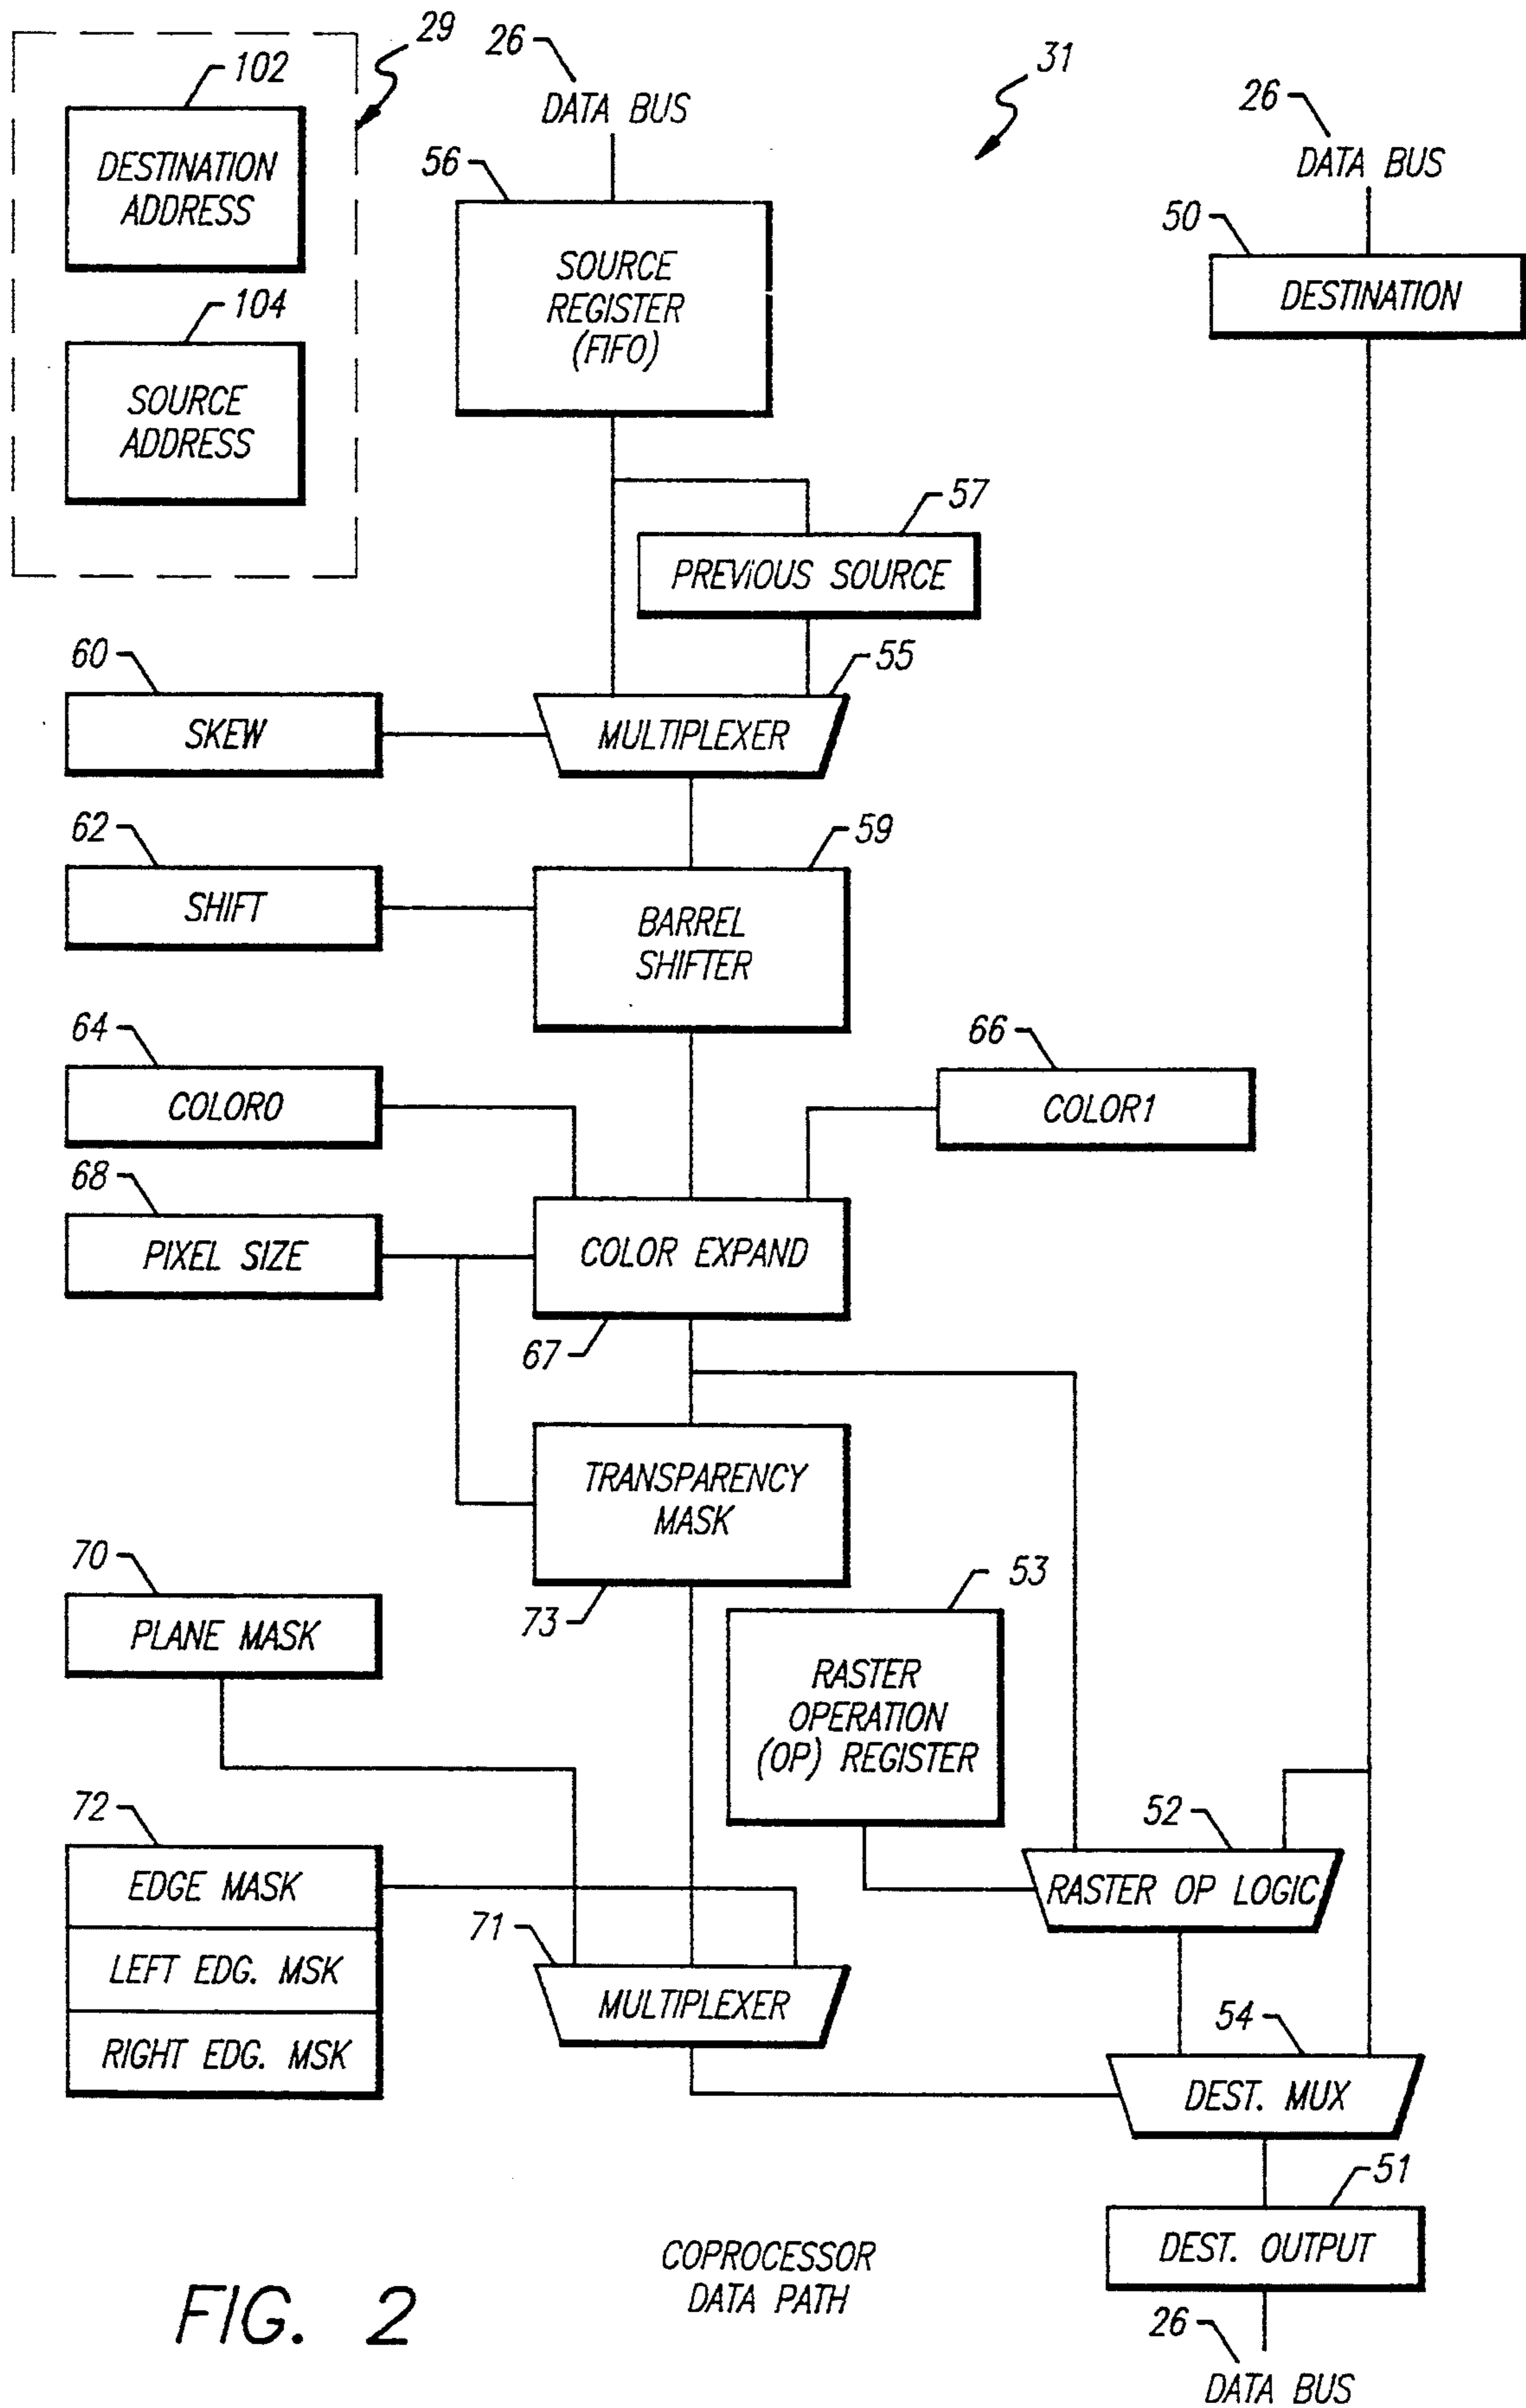 29
102
DESTINATION
ADDRESS
104
SOURCE
ADDRESS
26
DATA BUS
31
26
DATA BUS
56
SOURCE
REGISTER
(FIFO)
50
DESTINATION
57
PREVIOUS SOURCE
60
SKEW
55
MULTIPLEXER
62
SHIFT
59
BARREL
SHIFTER
64
COLOR0
66
COLOR1
68
PIXEL SIZE
COLOR EXPAND
67
TRANSPARENCY
MASK
73
70
PLANE MASK
53
RASTER
OPERATION
(OP) REGISTER
72
EDGE MASK
LEFT EDG. MSK
RIGHT EDG. MSK
52
RASTER OP LOGIC
71
MULTIPLEXER
54
DEST. MUX
51
DEST. OUTPUT
26
DATA BUS
COPROCESSOR
DATA PATH
FIG. 2